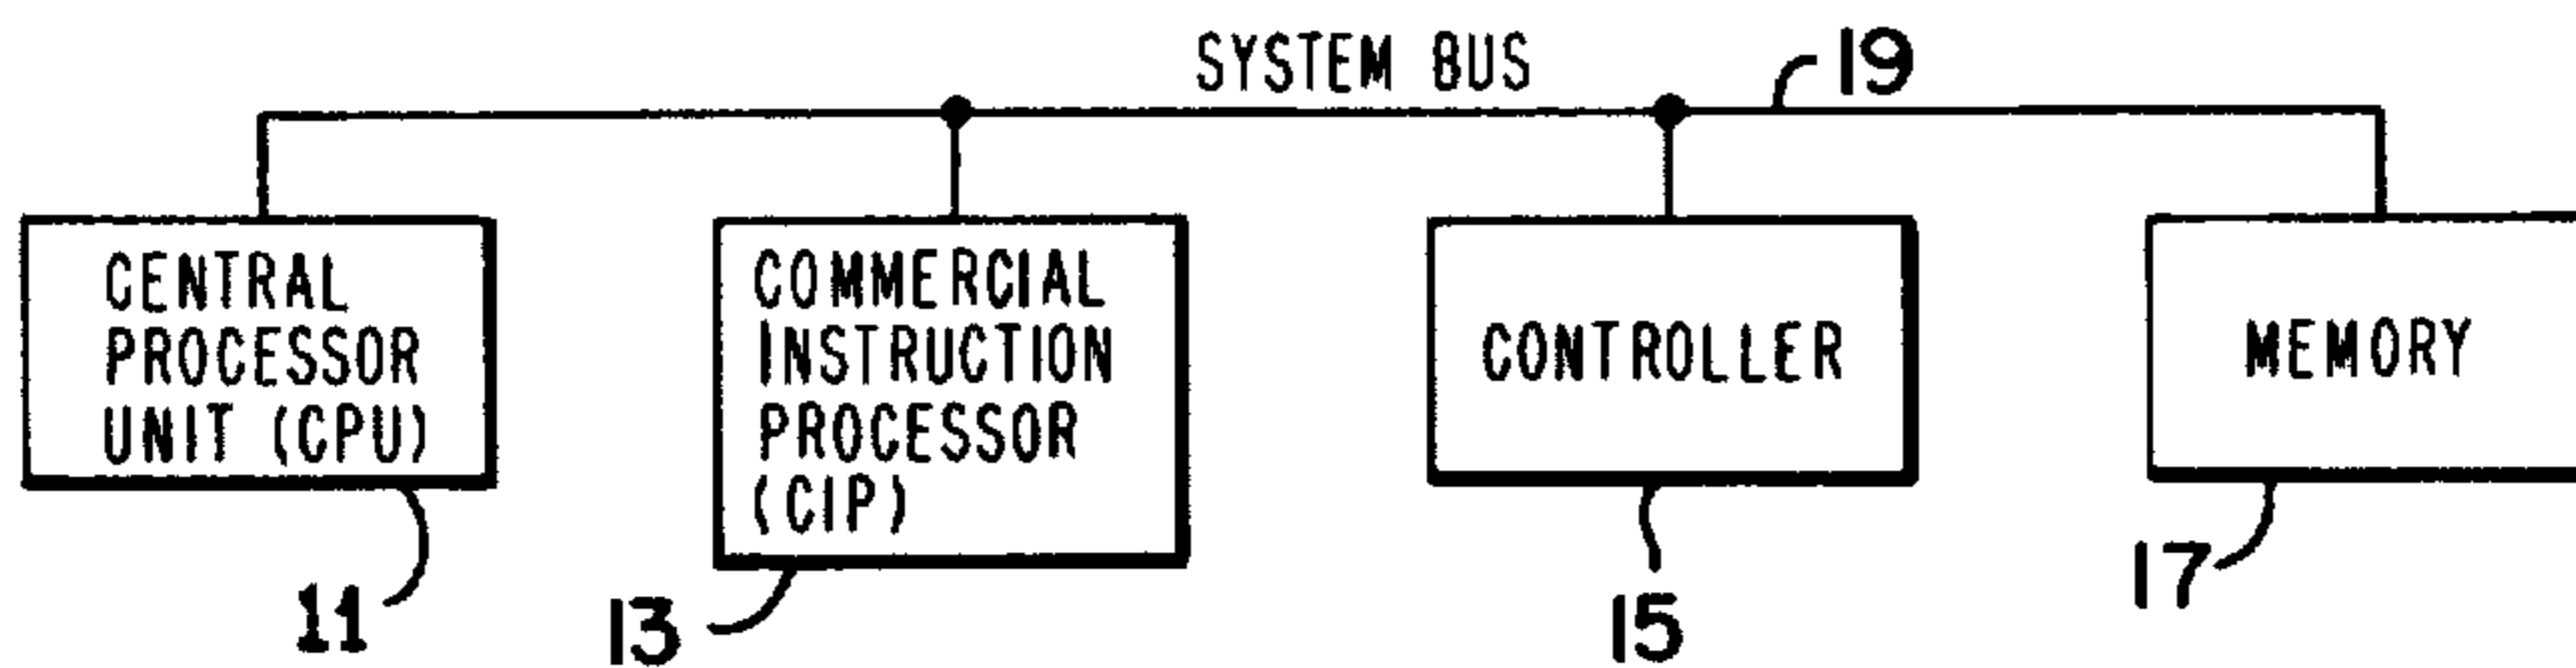 SYSTEM BUS
19
CENTRAL
PROCESSOR
UNIT (CPU)
11
COMMERCIAL
INSTRUCTION
PROCESSOR
(CIP)
13
CONTROLLER
15
MEMORY
17